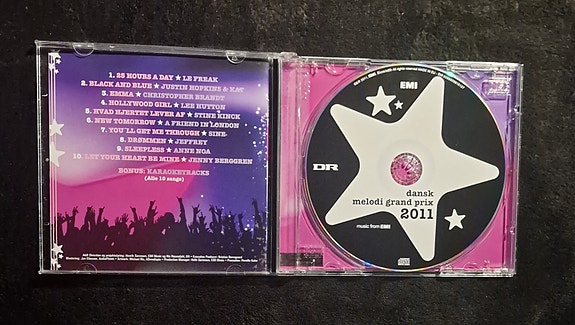 1. 25 HOURS A DAY ★ LE FREAK
2. BLACK AND BLUE ★ JUSTIN HOPKINS & KAT
3. EMMA ★ CHRISTOPHER BRANDT
4. HOLLYWOOD GIRL ★ LEE HUTTON
5. HVAD HJERTET LEVER AF ★ STINE KINCK
6. NEW TOMORROW ★ A FRIEND IN LONDON
7. YOU'LL GET ME THROUGH ★ SINE
8. DRØMMEN ★ JEFFREY
9. SLEEPLESS ★ ANNE NOA
10. LET YOUR HEART BE MINE ★ JENNY BERGGREN
BONUS: KARAOKETRACKS
(Alle 10 sange)
EMI
DR
dansk
melodi grand prix
2011
music from EMI